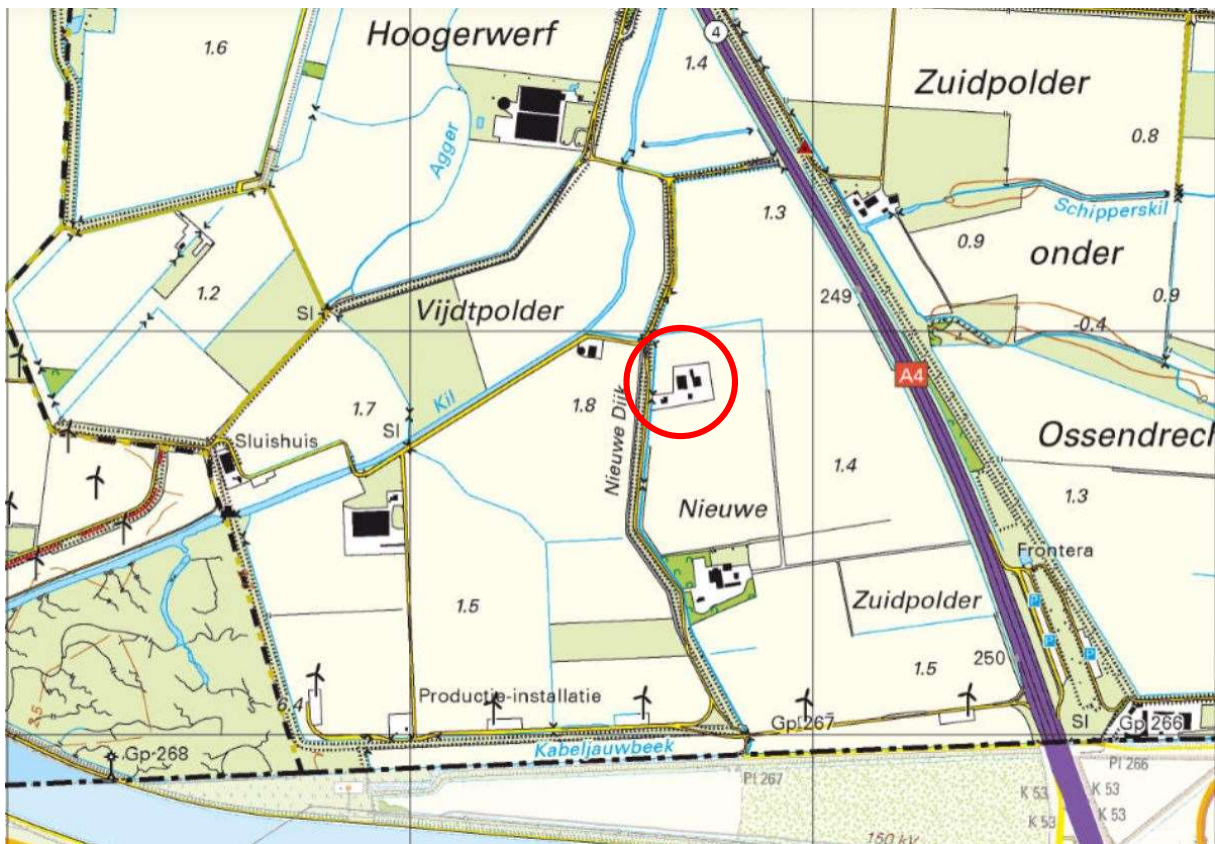 Hoogerwerf
4
1.6
1.4
Zuidpolder
0.8
Agger
1.3
Schipperskil
0.9
onder
1.2
Vijdtpolder
249
0.9
Sl
-0.4
A4
Kil
1.8
1.7
Nieuwe Dijk
Sluishuis
Sl
Ossendrech
1.4
1.3
Nieuwe
Frontera
1.5
Zuidpolder
P
P
P
1.5
250
3.5
6.4
Productie-installatie
Gp 267
Sl
Gp 266
Gp 268
Kabeljauwbeek
Pl 267
Pl 266
K 53
K 53
K 53
K 53
150 kV